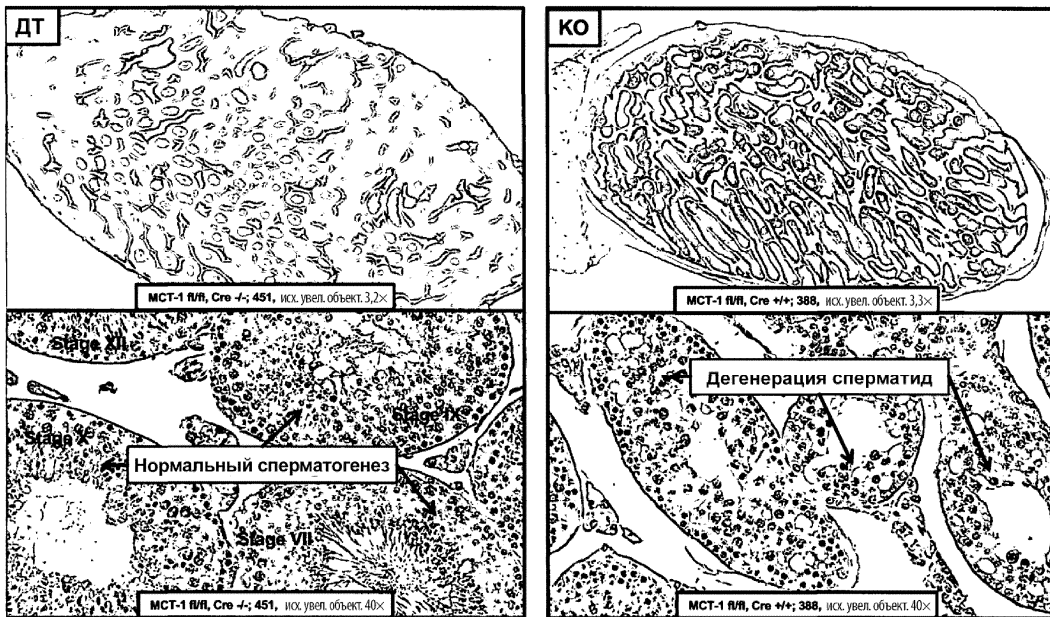 ДТ
КО
MCT-1 fl/fl, Cre -/-; 451, исх. увел. объект. 3,2×
MCT-1 fl/fl, Cre +/+; 388, исх. увел. объект. 3,3×
Stage XII
Stage IX
Stage X
Нормальный сперматогенез
Stage VII
Дегенерация сперматид
MCT-1 fl/fl, Cre -/-; 451, исх. увел. объект. 40×
MCT-1 fl/fl, Cre +/+; 388, исх. увел. объект. 40×